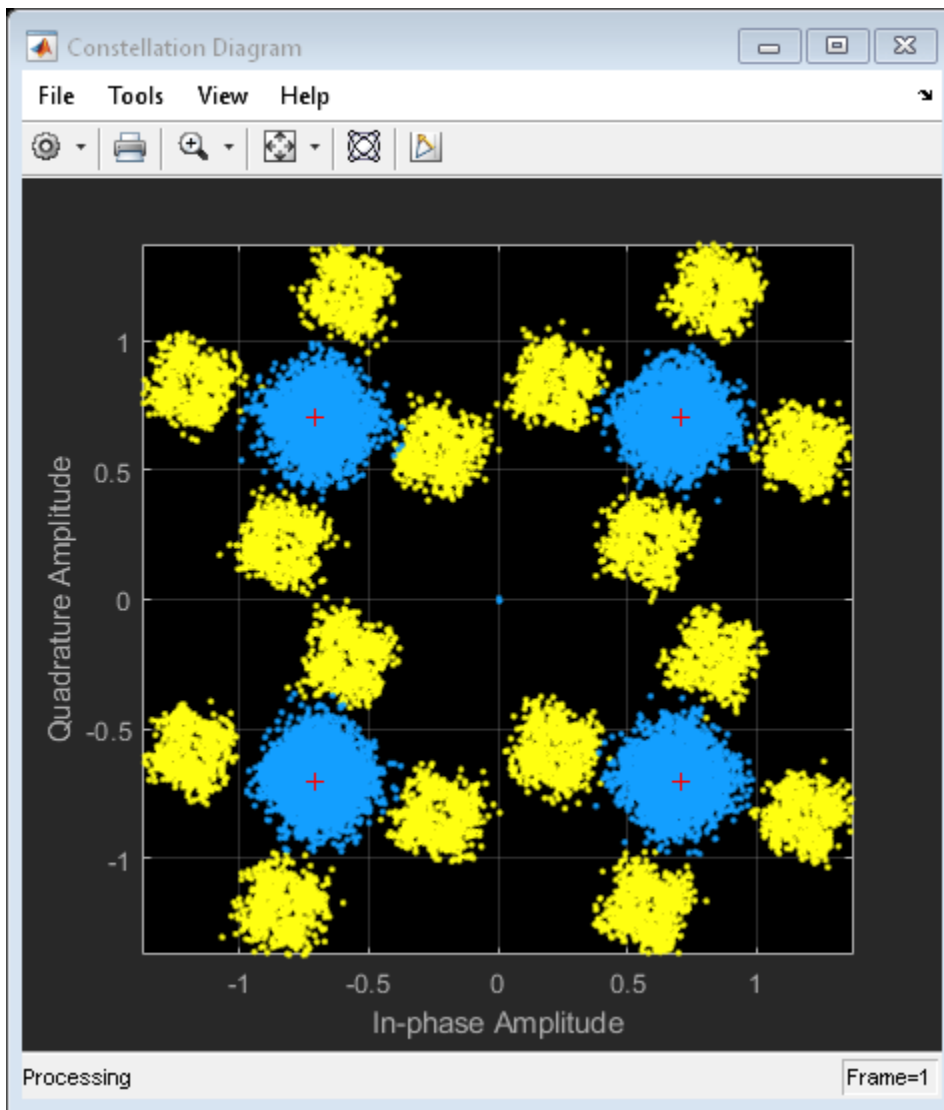 Constellation Diagram
File Tools View Help
Quadrature Amplitude
1
0.5
0
-0.5
-1
-1 -0.5 0 0.5 1
In-phase Amplitude
Processing Frame=1